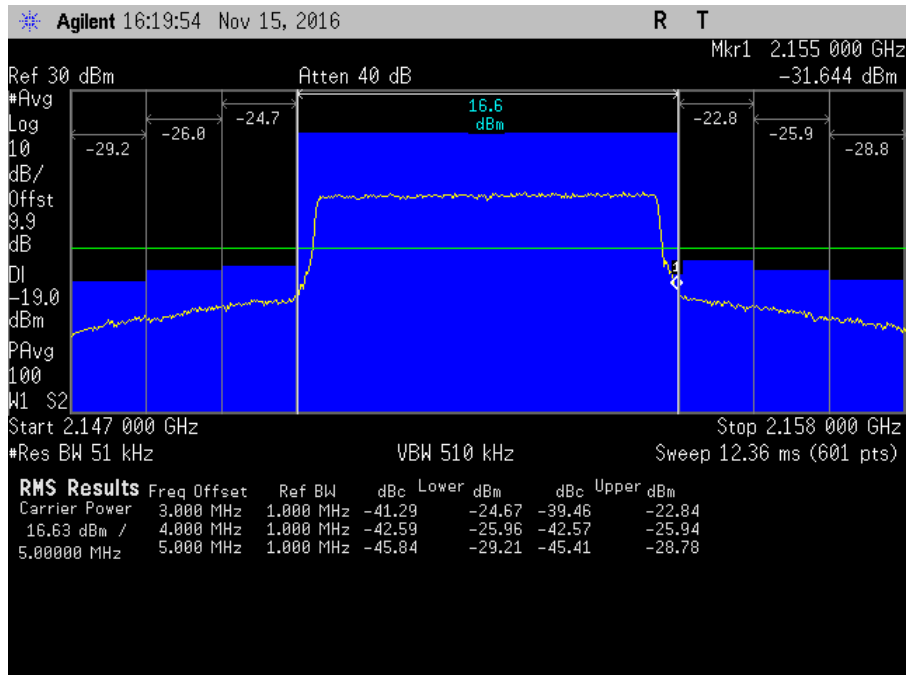 Agilent 16:19:54 Nov 15, 2016 R T
Mkr1 2.155 000 GHz
Ref 30 dBm Atten 40 dB -31.644 dBm
#Avg
Log
10
dB/
Offst
9.9
dB
DI
-19.0
dBm
PAvg
100
W1 S2
16.6
dBm
-29.2 -26.0 -24.7 -22.8 -25.9 -28.8
1
Start 2.147 000 GHz Stop 2.158 000 GHz
#Res BW 51 kHz VBW 510 kHz Sweep 12.36 ms (601 pts)
RMS Results Freq Offset Ref BW dBc Lower dBm dBc Upper dBm
Carrier Power 3.000 MHz 1.000 MHz -41.29 -24.67 -39.46 -22.84
16.63 dBm / 4.000 MHz 1.000 MHz -42.59 -25.96 -42.57 -25.94
5.00000 MHz 5.000 MHz 1.000 MHz -45.84 -29.21 -45.41 -28.78